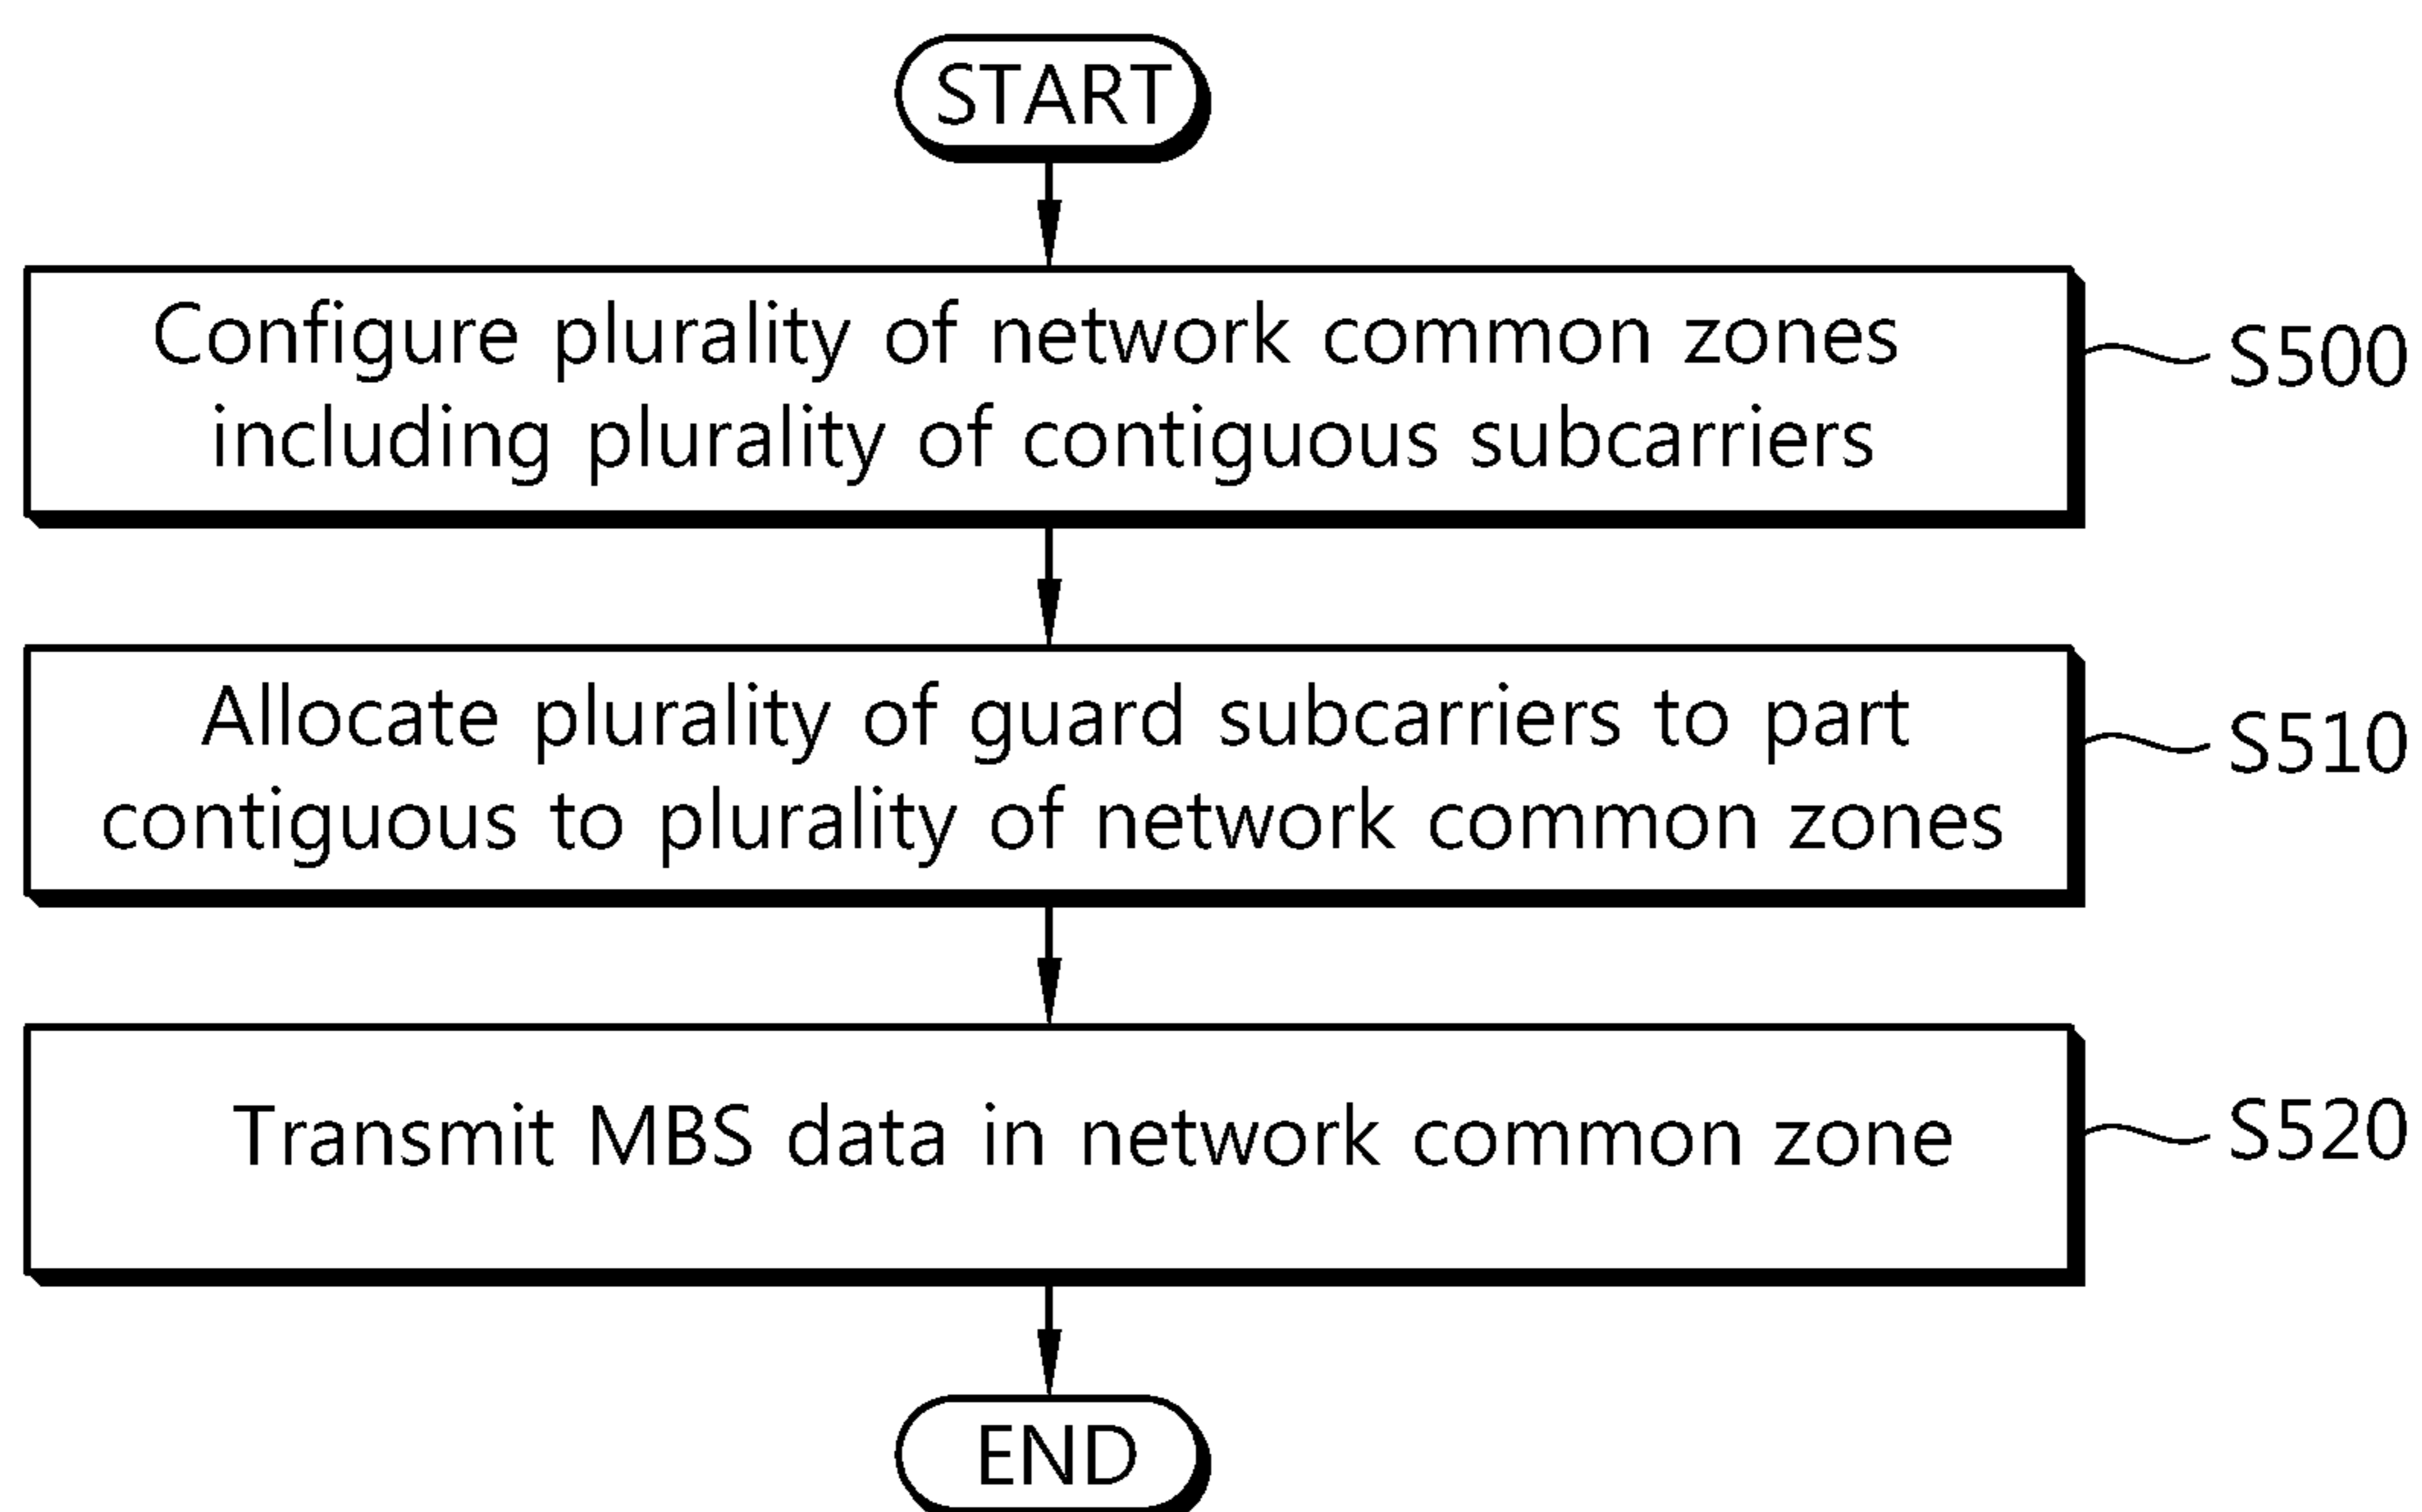 START
Configure plurality of network common zones
including plurality of contiguous subcarriers
S500
Allocate plurality of guard subcarriers to part
contiguous to plurality of network common zones
S510
Transmit MBS data in network common zone
S520
END